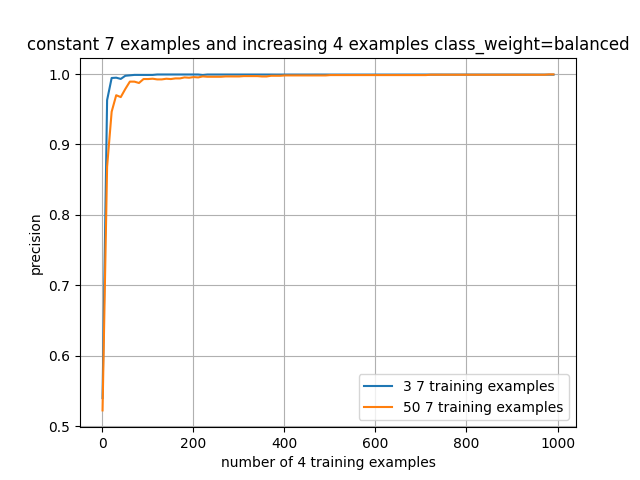 constant 7 examples and increasing 4 examples class_weight=balanced
1.0
0.9
0.8
0.7
0.6
0.5
precision
3 7 training examples
50 7 training examples
0 200 400 600 800 1000
number of 4 training examples